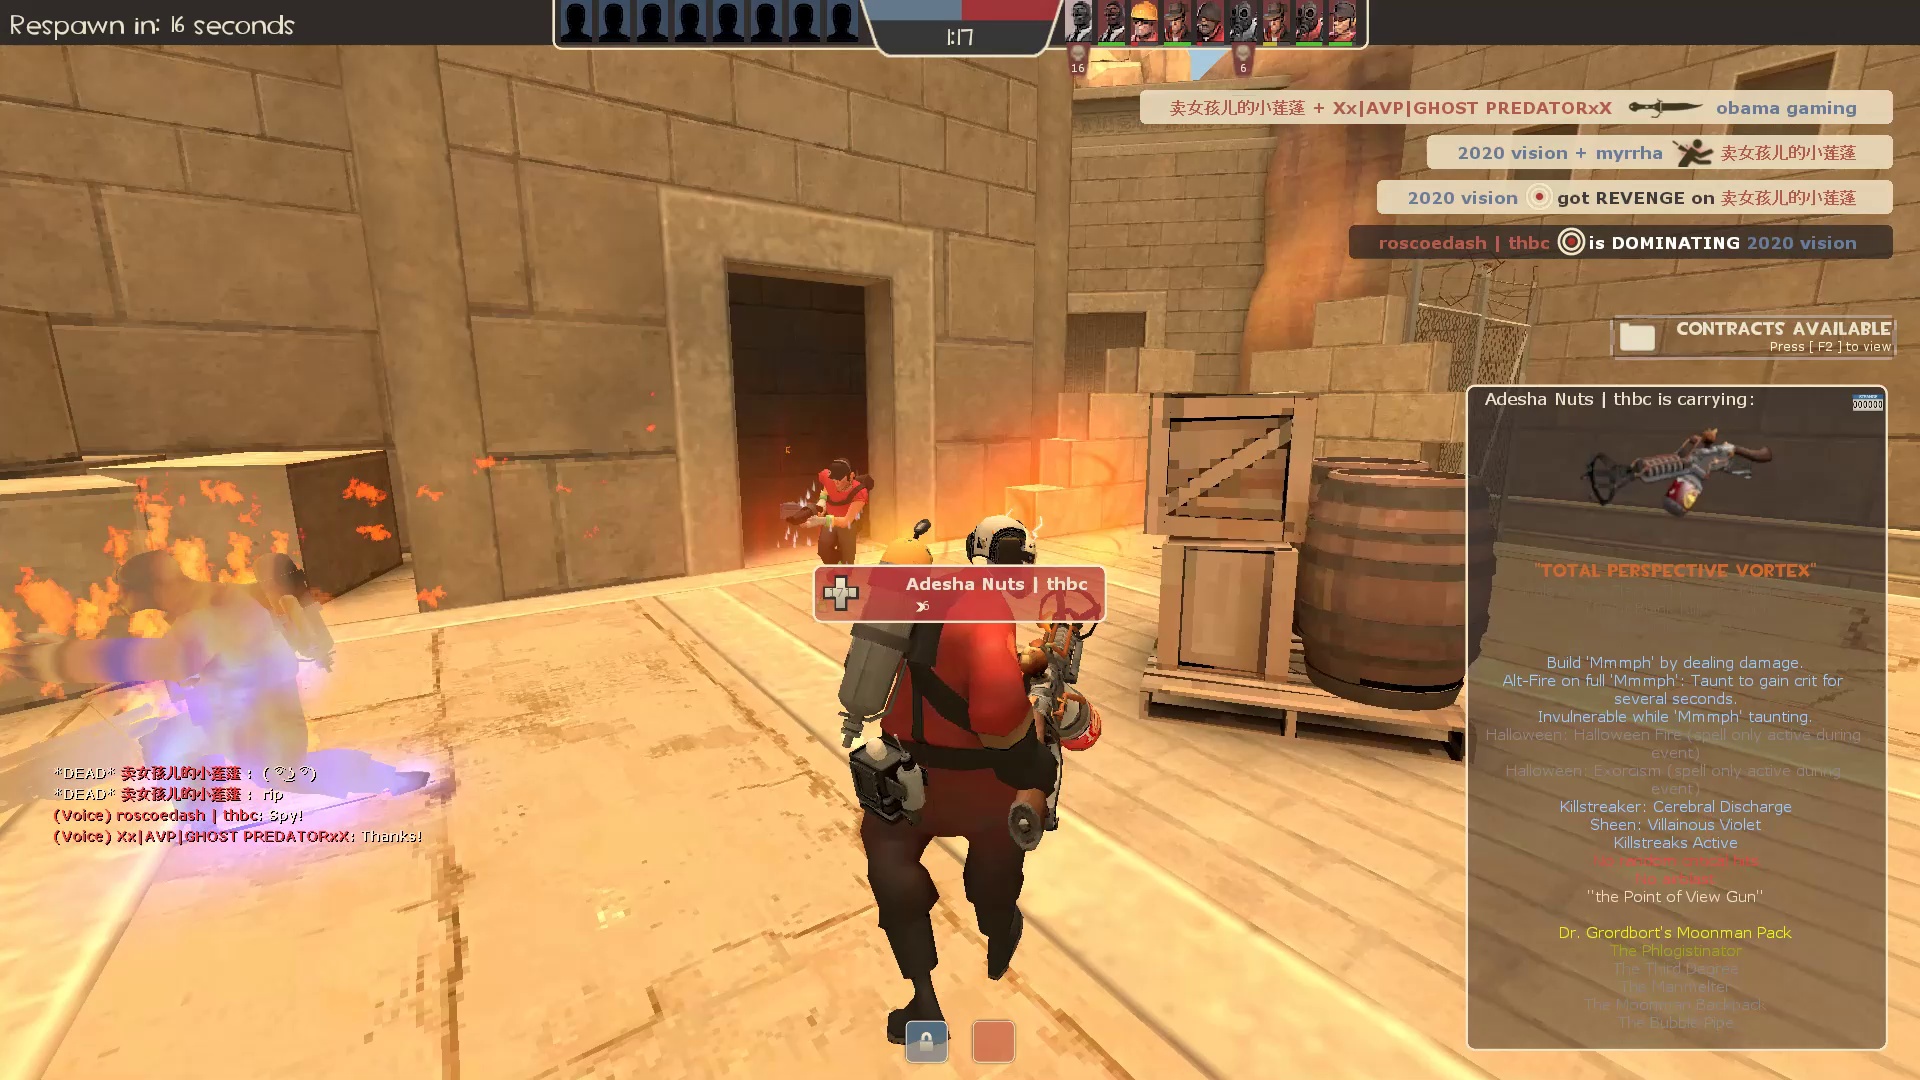 Respawn in: 16 seconds
1:17
16
6
卖女孩儿的小莲蓬 + Xx|AVP|GHOST PREDATORxX obama gaming
2020 vision + myrrha 卖女孩儿的小莲蓬
2020 vision got REVENGE on 卖女孩儿的小莲蓬
roscoedash | thbc is DOMINATING 2020 vision
CONTRACTS AVAILABLE
Press [ F2 ] to view
Adesha Nuts | thbc is carrying:
000000
Adesha Nuts | thbc
"TOTAL PERSPECTIVE VORTEX"
Build 'Mmmph' by dealing damage.
Alt-Fire on full 'Mmmph': Taunt to gain crit for
several seconds.
Invulnerable while 'Mmmph' taunting.
Halloween: Halloween Fire (spell only active during
event)
Halloween: Exorcism (spell only active during
event)
Killstreaker: Cerebral Discharge
Sheen: Villainous Violet
Killstreaks Active
''the Point of View Gun''
Dr. Grordbort's Moonman Pack
The Phlogistinator
The Third Degree
The Manmelter
The Moonman Backpack
The Bubble Pipe
*DEAD* 卖女孩儿的小莲蓬 : ( ͡° ͜ʖ ͡°)
*DEAD* 卖女孩儿的小莲蓬 : rip
(Voice) roscoedash | thbc: Spy!
(Voice) Xx|AVP|GHOST PREDATORxX: Thanks!